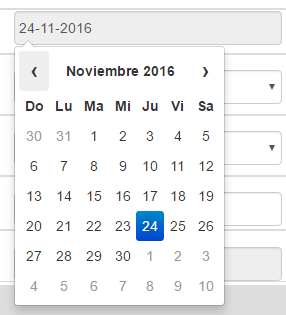 24-11-2016
‹ Noviembre 2016 ›
Do Lu Ma Mi Ju Vi Sa
30 31 1 2 3 4 5
6 7 8 9 10 11 12
13 14 15 16 17 18 19
20 21 22 23 24 25 26
27 28 29 30 1 2 3
4 5 6 7 8 9 10